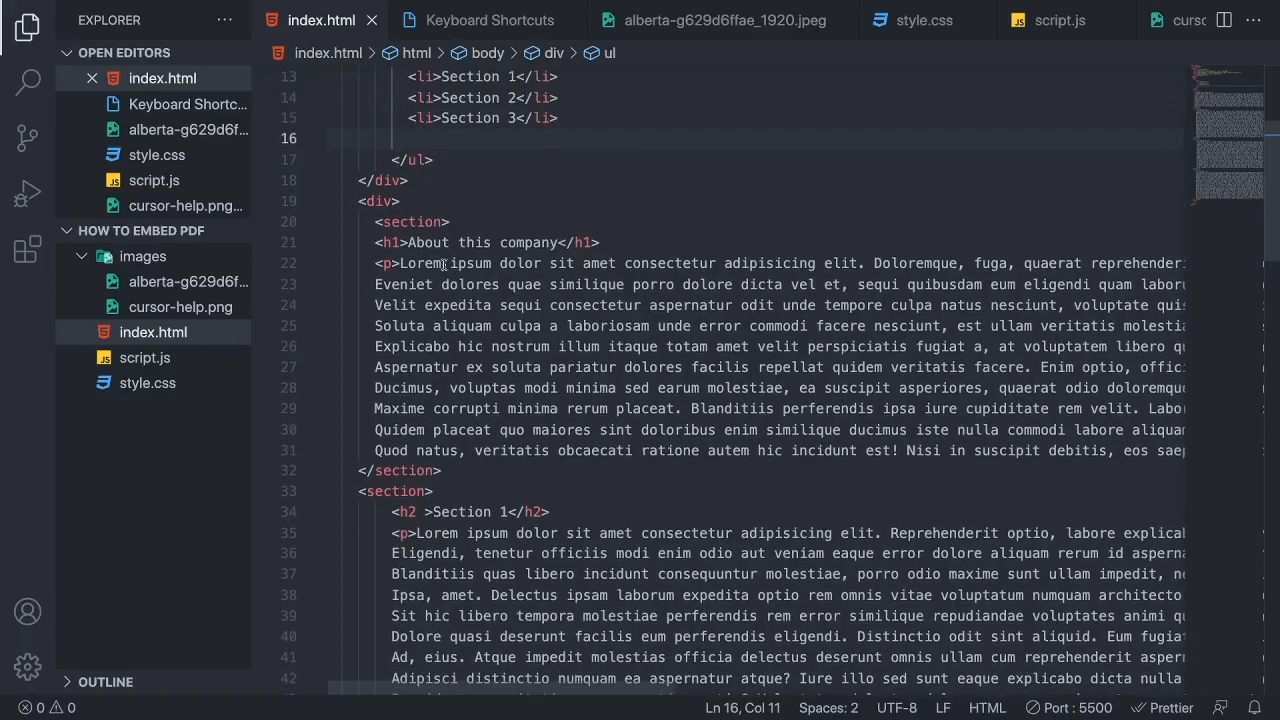 EXPLORER
OPEN EDITORS
index.html
Keyboard Shortc...
alberta-g629d6f...
style.css
script.js
cursor-help.png...
HOW TO EMBED PDF
images
alberta-g629d6f...
cursor-help.png
index.html
script.js
style.css
OUTLINE
index.html Keyboard Shortcuts alberta-g629d6ffae_1920.jpeg style.css script.js curso
index.html > html > body > div > ul
13 <li>Section 1</li>
14 <li>Section 2</li>
15 <li>Section 3</li>
16
17 </ul>
18 </div>
19 <div>
20 <section>
21 <h1>About this company</h1>
22 <p>Lorem ipsum dolor sit amet consectetur adipisicing elit. Doloremque, fuga, quaerat reprehenderi
23 Eveniet dolores quae similique porro dolore dicta vel et, sequi quibusdam eum eligendi quam labor
24 Velit expedita sequi consectetur aspernatur odit unde tempore culpa natus nesciunt, voluptate quis
25 Soluta aliquam culpa a laboriosam unde error commodi facere nesciunt, est ullam veritatis molestia
26 Explicabo hic nostrum illum itaque totam amet velit perspiciatis fugiat a, at voluptatem libero qu
27 Aspernatur ex soluta pariatur dolores facilis repellat quidem veritatis facere. Enim optio, offici
28 Ducimus, voluptas modi minima sed earum molestiae, ea suscipit asperiores, quaerat odio doloremque
29 Maxime corrupti minima rerum placeat. Blanditiis perferendis ipsa iure cupiditate rem velit. Labor
30 Quidem placeat quo maiores sint doloribus enim similique ducimus iste nulla commodi labore aliquam
31 Quod natus, veritatis obcaecati ratione autem hic incidunt est! Nisi in suscipit debitis, eos saep
32 </section>
33 <section>
34 <h2 >Section 1</h2>
35 <p>Lorem ipsum dolor sit amet consectetur adipisicing elit. Reprehenderit optio, labore explicab
36 Eligendi, tenetur officiis modi enim odio aut veniam eaque error dolore aliquam rerum id asperna
37 Blanditiis quas libero incidunt consequuntur molestiae, porro odio maxime sunt ullam impedit, ne
38 Ipsa, amet. Delectus ipsam laborum expedita optio rem omnis vitae voluptatum numquam architecto
39 Sit hic libero tempora molestiae perferendis rem error similique repudiandae voluptates animi qu
40 Dolore quasi deserunt facilis eum perferendis eligendi. Distinctio odit sint aliquid. Eum fugiat
41 Ad, eius. Atque impedit molestias officia delectus deserunt omnis ullam cum reprehenderit aspern
42 Adipisci distinctio numquam ea aspernatur atque? Iure illo sed sunt eaque explicabo dicta nulla
0 0 Ln 16, Col 11 Spaces: 2 UTF-8 LF HTML Port : 5500 Prettier